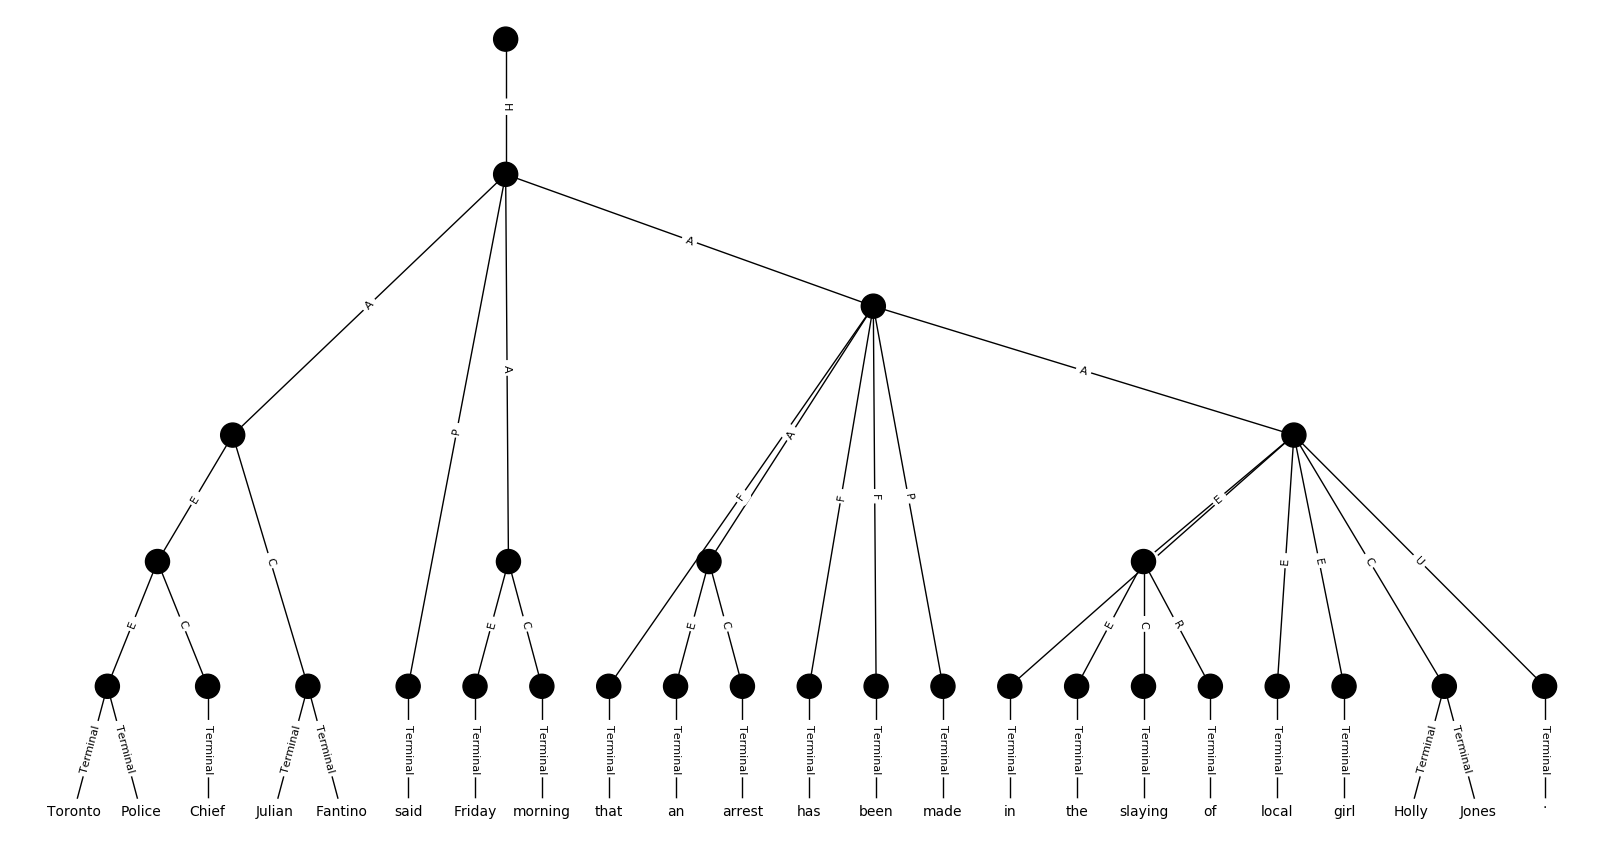 H
A
A
P
A
A
A
E
C
F
F
F
P
E
E
E
C
U
E
C
E
C
E
C
E
C
R
Terminal Terminal Terminal Terminal Terminal Terminal Terminal Terminal Terminal Terminal Terminal Terminal Terminal Terminal Terminal Terminal Terminal Terminal Terminal Terminal Terminal Terminal Terminal
Toronto Police Chief Julian Fantino said Friday morning that an arrest has been made in the slaying of local girl Holly Jones .